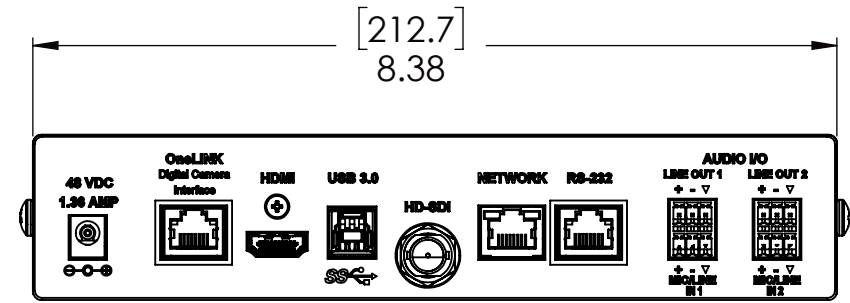 [212.7]
8.38
48 VDC
1.36 AMP
OneLINK
Digital Camera
Interface
HDMI
USB 3.0
HD-SDI
NETWORK
RS-232
AUDIO I/O
LINE OUT 1
LINE OUT 2
+ - ▽
+ - ▽
+ - ▽
+ - ▽
MIC/LINE
IN 1
MIC/LINE
IN 2
SS